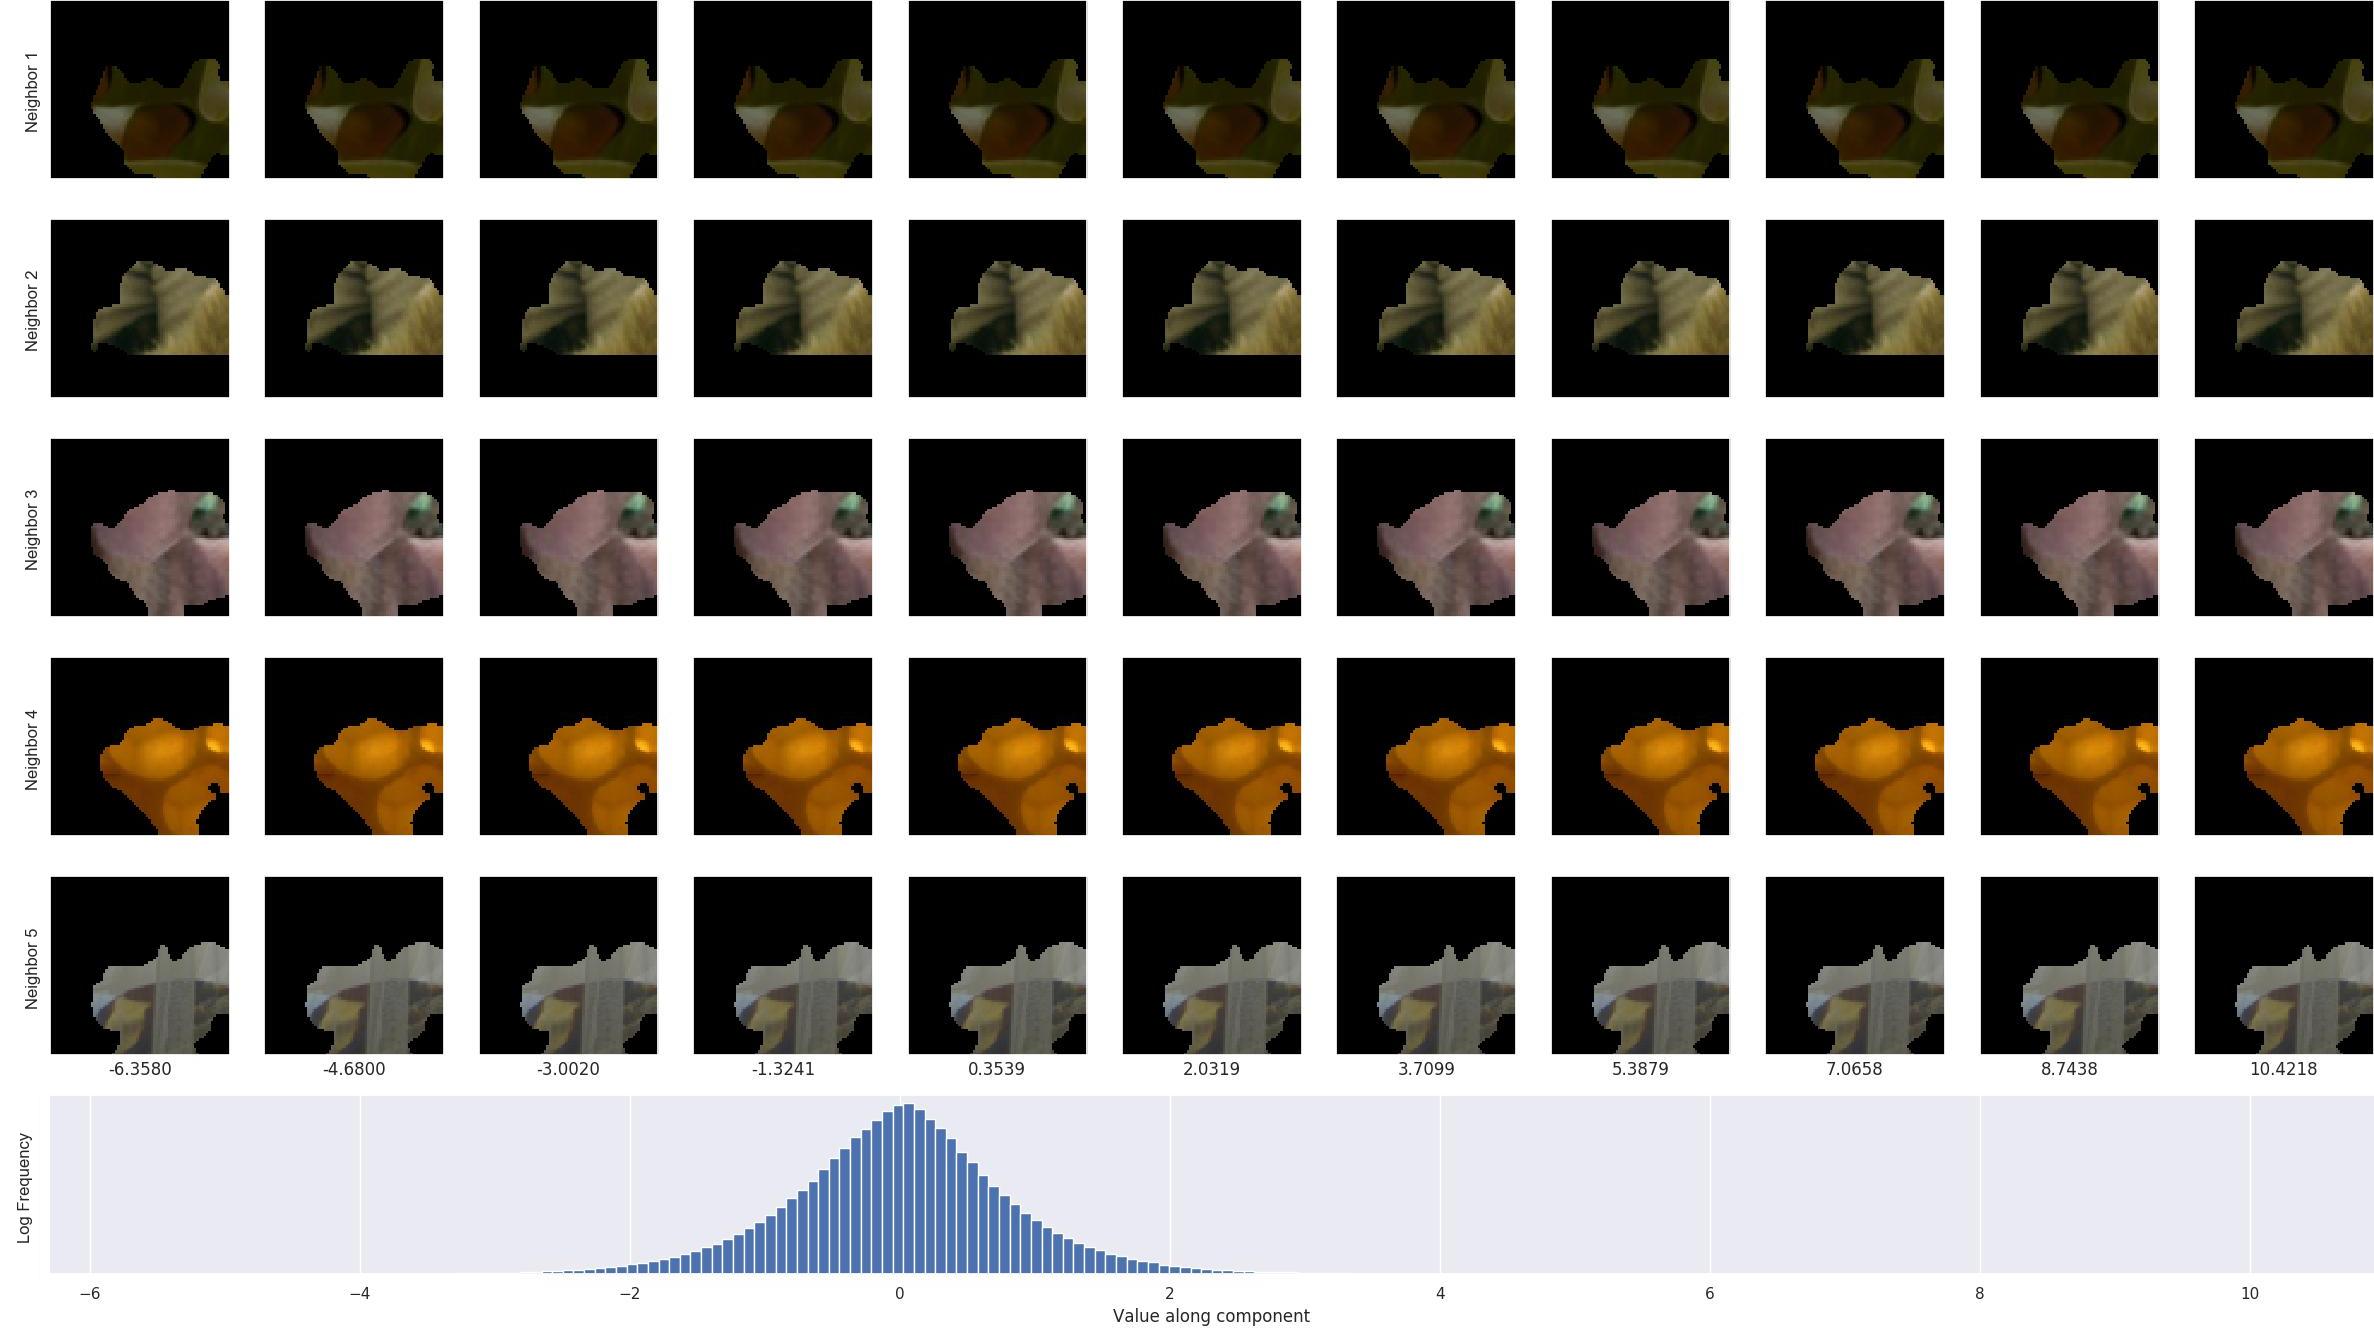 Neighbor 1
Neighbor 2
Neighbor 3
Neighbor 4
Neighbor 5
-6.3580 -4.6800 -3.0020 -1.3241 0.3539 2.0319 3.7099 5.3879 7.0658 8.7438 10.4218
Log Frequency
−6 −4 −2 0 2 4 6 8 10
Value along component